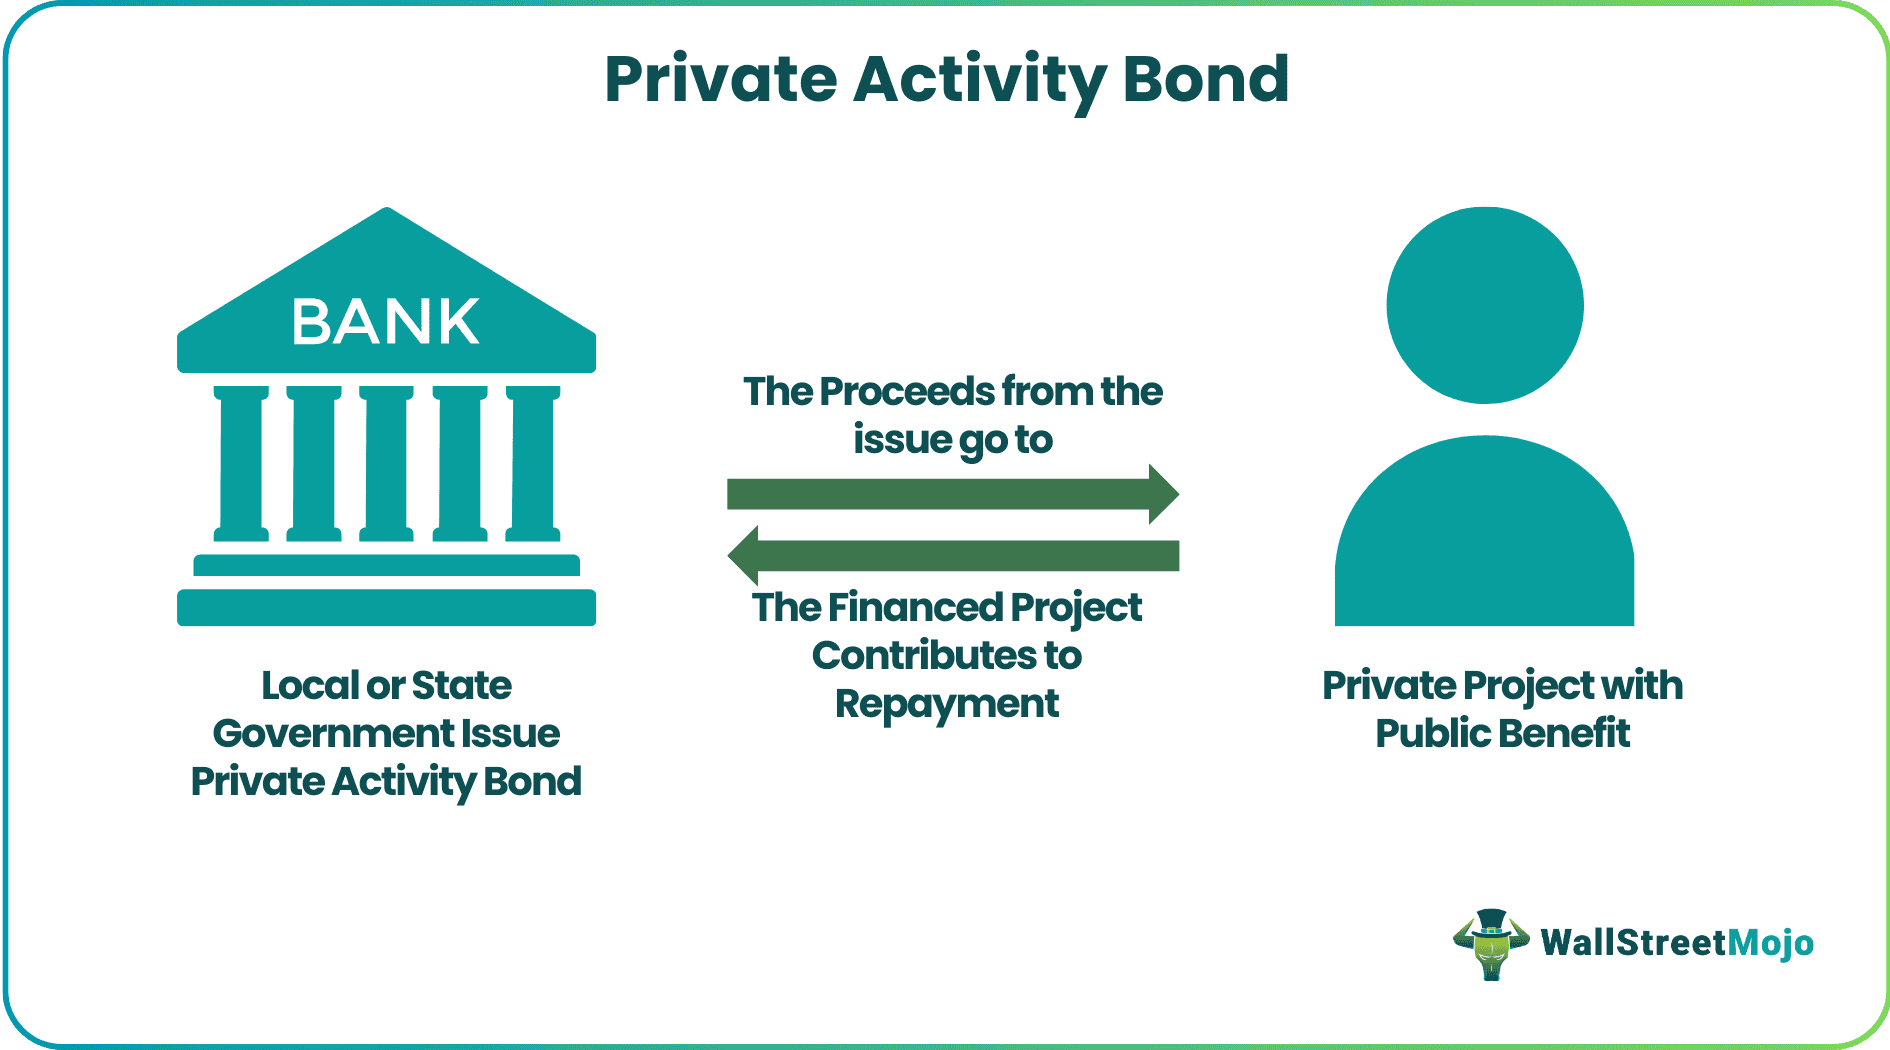 Private Activity Bond
BANK
The Proceeds from the
issue go to
The Financed Project
Contributes to
Repayment
Local or State
Government Issue
Private Activity Bond
Private Project with
Public Benefit
WallStreetMojo